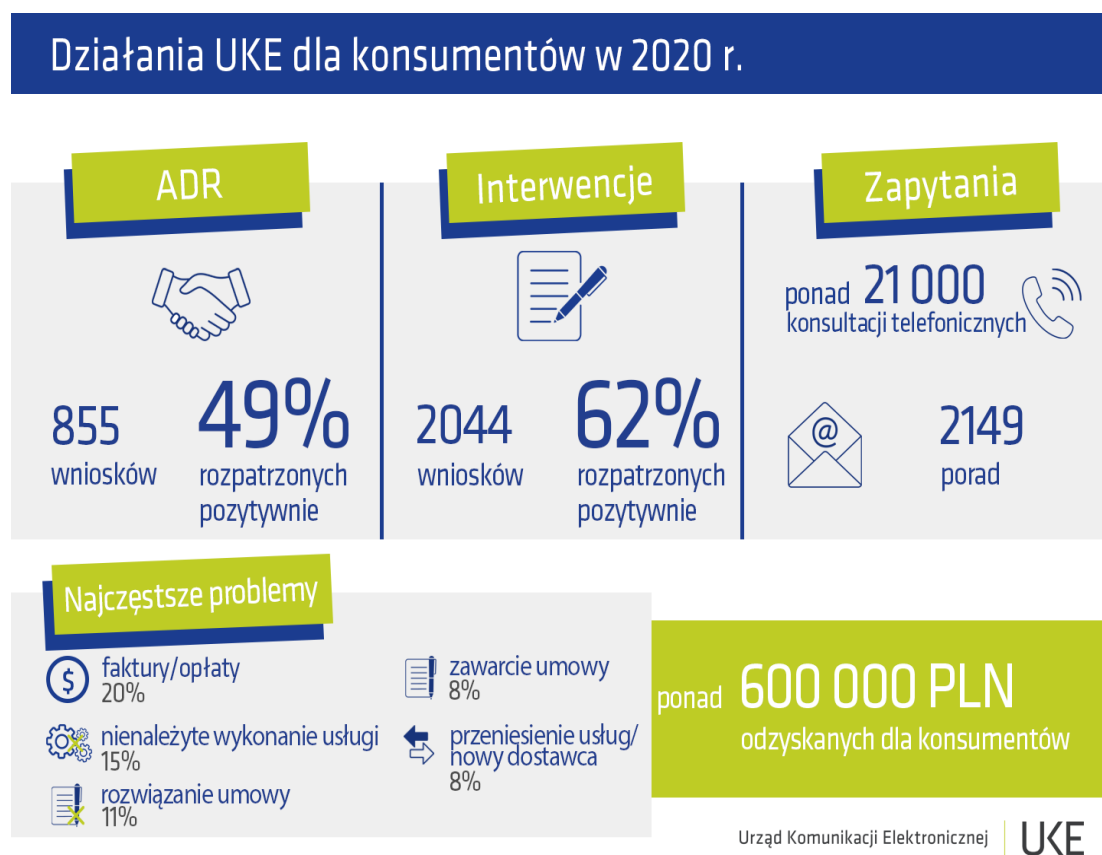 Działania UKE dla konsumentów w 2020 r.
ADR
855
wniosków
49%
rozpatrzonych
pozytywnie
Interwencje
2044
wniosków
62%
rozpatrzonych
pozytywnie
Zapytania
ponad 21 000
konsultacji telefonicznych
@
2149
porad
Najczęstsze problemy
$
faktury/opłaty
20%
nienależyte wykonanie usługi
15%
rozwiązanie umowy
11%
zawarcie umowy
8%
przeniesienie usług/
nowy dostawca
8%
ponad 600 000 PLN
odzyskanych dla konsumentów
Urząd Komunikacji Elektronicznej UKE